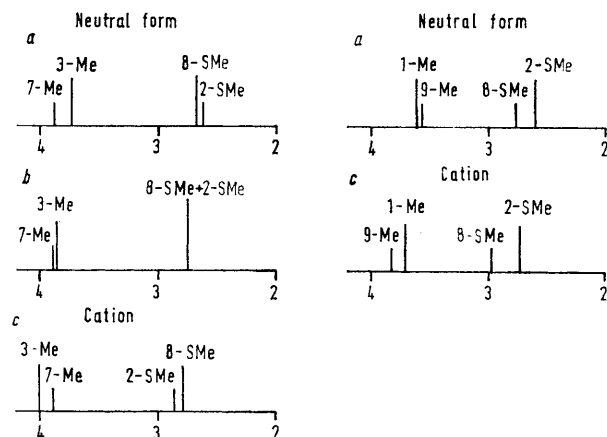 Neutral form
a
3-Me
8-SMe
7-Me
2-SMe
4 3 2
b
8-SMe+2-SMe
3-Me
7-Me
4 3 2
c Cation
3-Me
8-SMe
7-Me
2-SMe
4 3 2
Neutral form
a
1-Me
2-SMe
9-Me
8-SMe
4 3 2
c Cation
1-Me
2-SMe
9-Me
8-SMe
4 3 2